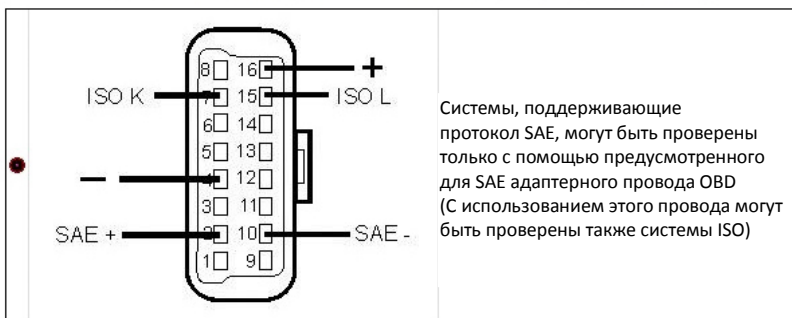 8 16 +
ISO K 7 15 ISO L
6 14
5 13
– 4 12
3 11
SAE + 2 10 SAE -
1 9
Системы, поддерживающие
протокол SAE, могут быть проверены
только с помощью предусмотренного
для SAE адаптерного провода OBD
(С использованием этого провода могут
быть проверены также системы ISO)